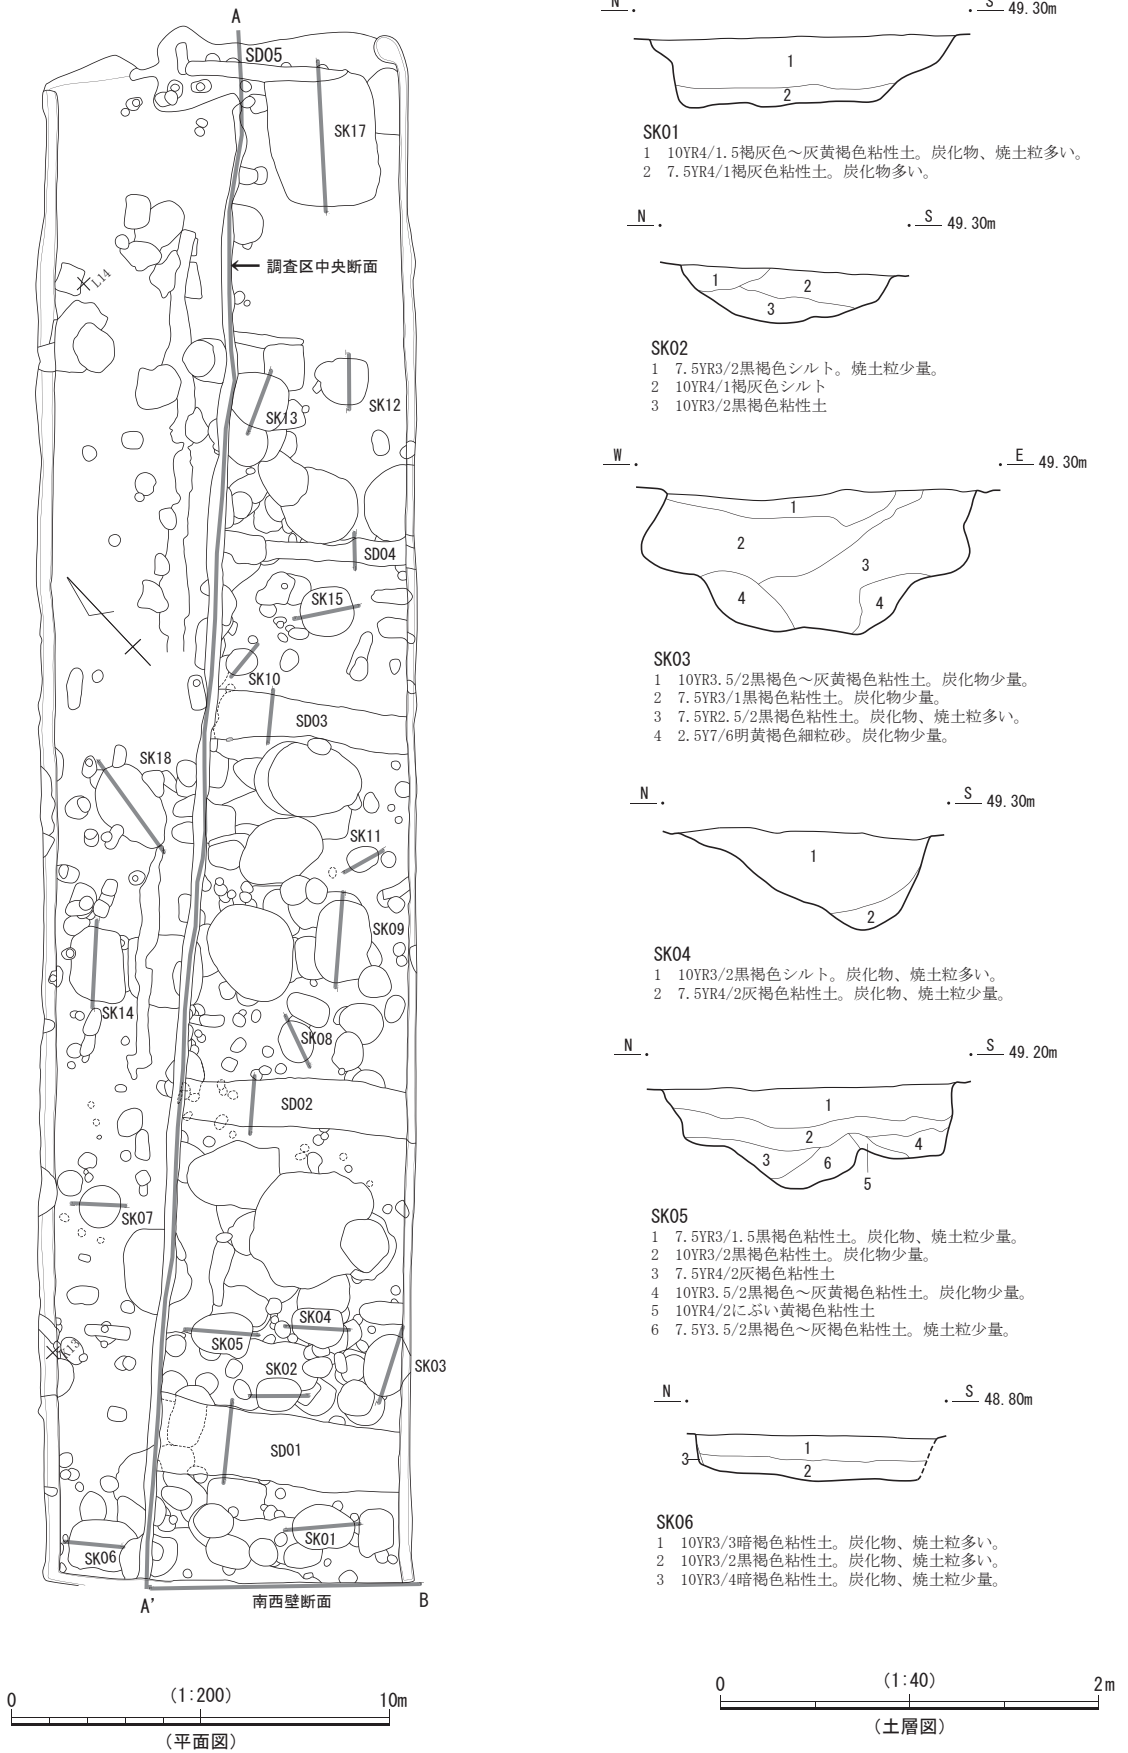 A
SD05
SK17
調査区中央断面
L14
SK12
SK13
SD04
SK15
SK10
SD03
SK18
SK11
SK09
SK14
SK08
SD02
SK07
SK04
SK05
SK03
K13
SK02
SD01
SK01
SK06
南西壁断面
A'
B
0 (1:200) 10m
(平面図)
N S 49.30m
1
2
SK01
1 10YR4/1.5褐灰色～灰黄褐色粘性土。炭化物、焼土粒多い。
2 7.5YR4/1褐灰色粘性土。炭化物多い。
N S 49.30m
1 2
3
SK02
1 7.5YR3/2黒褐色シルト。焼土粒少量。
2 10YR4/1褐灰色シルト
3 10YR3/2黒褐色粘性土
W E 49.30m
1
2
3
4 4
SK03
1 10YR3.5/2黒褐色～灰黄褐色粘性土。炭化物少量。
2 7.5YR3/1黒褐色粘性土。炭化物少量。
3 7.5YR2.5/2黒褐色粘性土。炭化物、焼土粒多い。
4 2.5Y7/6明黄褐色細粒砂。炭化物少量。
N S 49.30m
1
2
SK04
1 10YR3/2黒褐色シルト。炭化物、焼土粒多い。
2 7.5YR4/2灰褐色粘性土。炭化物、焼土粒少量。
N S 49.20m
1
2 4
3 6
5
SK05
1 7.5YR3/1.5黒褐色粘性土。炭化物、焼土粒少量。
2 10YR3/2黒褐色粘性土。炭化物少量。
3 7.5YR4/2灰褐色粘性土
4 10YR3.5/2黒褐色～灰黄褐色粘性土。炭化物少量。
5 10YR4/2にぶい黄褐色粘性土
6 7.5Y3.5/2黒褐色～灰褐色粘性土。焼土粒少量。
N S 48.80m
1
3 2
SK06
1 10YR3/3暗褐色粘性土。炭化物、焼土粒多い。
2 10YR3/2黒褐色粘性土。炭化物、焼土粒多い。
3 10YR3/4暗褐色粘性土。炭化物、焼土粒少量。
0 (1:40) 2m
(土層図)